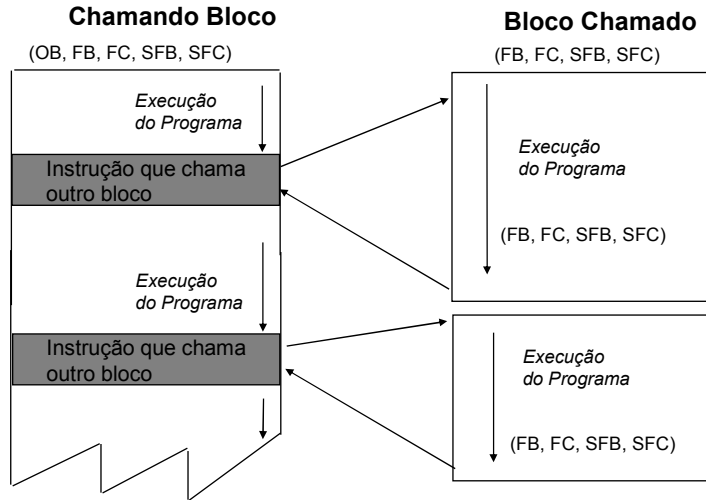 Chamando Bloco
(OB, FB, FC, SFB, SFC)
Execução
do Programa
Instrução que chama
outro bloco
Execução
do Programa
Instrução que chama
outro bloco
Bloco Chamado
(FB, FC, SFB, SFC)
Execução
do Programa
(FB, FC, SFB, SFC)
Execução
do Programa
(FB, FC, SFB, SFC)